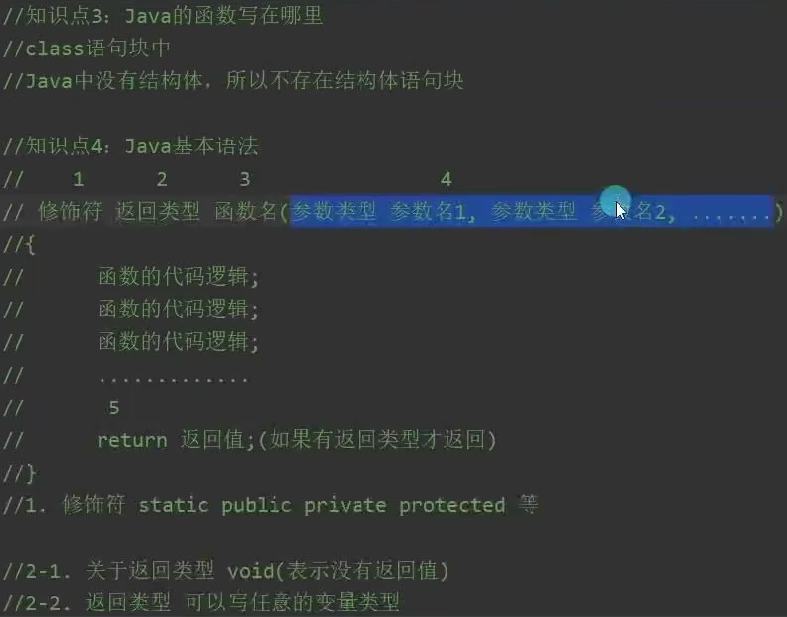 //知识点3：Java的函数写在哪里
//class语句块中
//Java中没有结构体，所以不存在结构体语句块
//知识点4：Java基本语法
// 1 2 3 4
// 修饰符 返回类型 函数名(参数类型 参数名1, 参数类型 参数名2, .......)
//{
// 函数的代码逻辑;
// 函数的代码逻辑;
// 函数的代码逻辑;
// .............
// 5
// return 返回值;(如果有返回类型才返回)
//}
//1. 修饰符 static public private protected 等
//2-1. 关于返回类型 void(表示没有返回值)
//2-2. 返回类型 可以写任意的变量类型